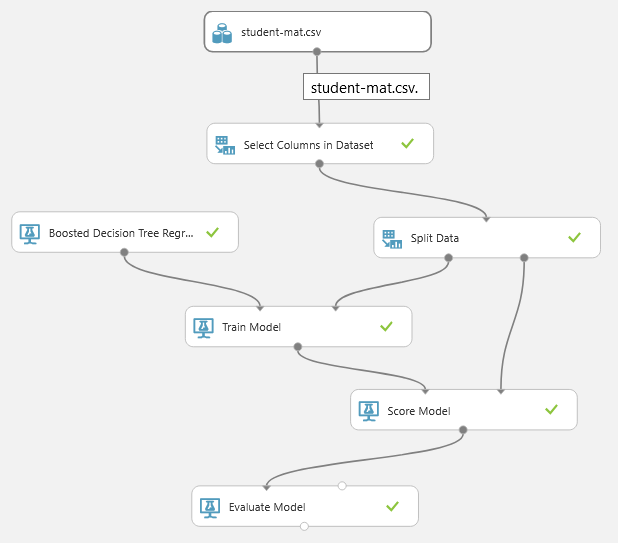 student-mat.csv
student-mat.csv.
Select Columns in Dataset
Boosted Decision Tree Regr...
Split Data
Train Model
Score Model
Evaluate Model